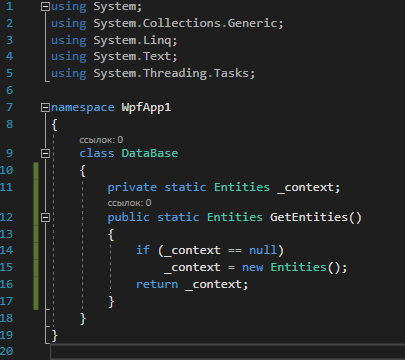 1 using System;
2 using System.Collections.Generic;
3 using System.Linq;
4 using System.Text;
5 using System.Threading.Tasks;
6
7 namespace WpfApp1
8 {
ссылок: 0
9 class DataBase
10 {
11 private static Entities _context;
ссылок: 0
12 public static Entities GetEntities()
13 {
14 if (_context == null)
15 _context = new Entities();
16 return _context;
17 }
18 }
19 }
20